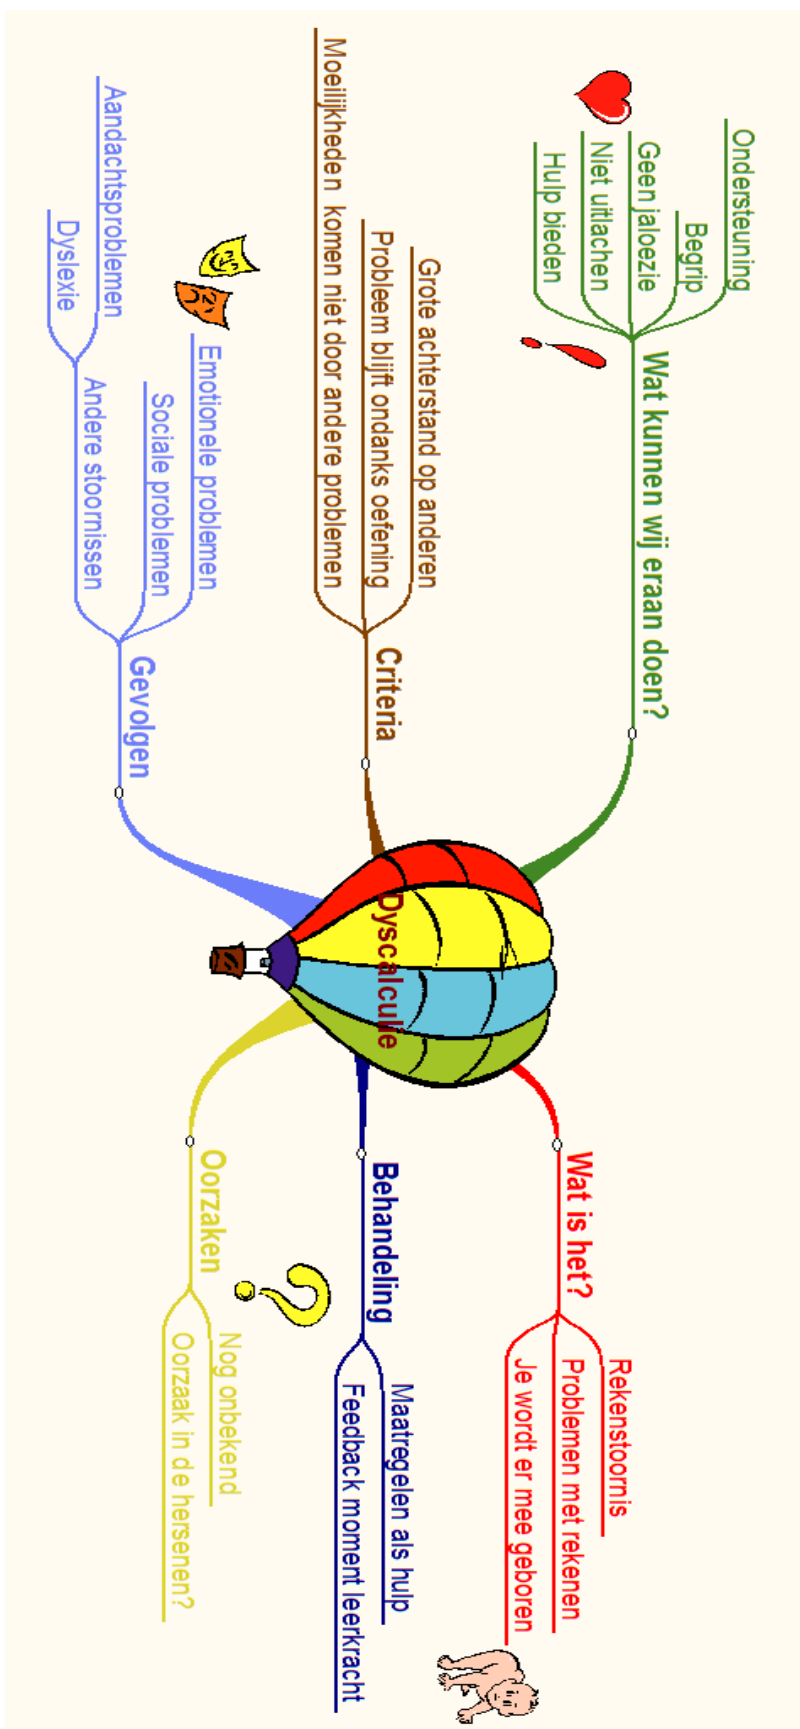 Dyscalculie
Wat is het?
Rekenstoornis
Problemen met rekenen
Je wordt er mee geboren
Behandeling
Maatregelen als hulp
Feedback moment leerkracht
Oorzaken
Nog onbekend
Oorzaak in de hersenen?
Wat kunnen wij eraan doen?
Ondersteuning
Begrip
Geen jaloezie
Niet uitlachen
Hulp bieden
Criteria
Grote achterstand op anderen
Probleem blijft ondanks oefening
Moeilijkheden komen niet door andere problemen
Gevolgen
Emotionele problemen
Sociale problemen
Andere stoornissen
Aandachtsproblemen
Dyslexie